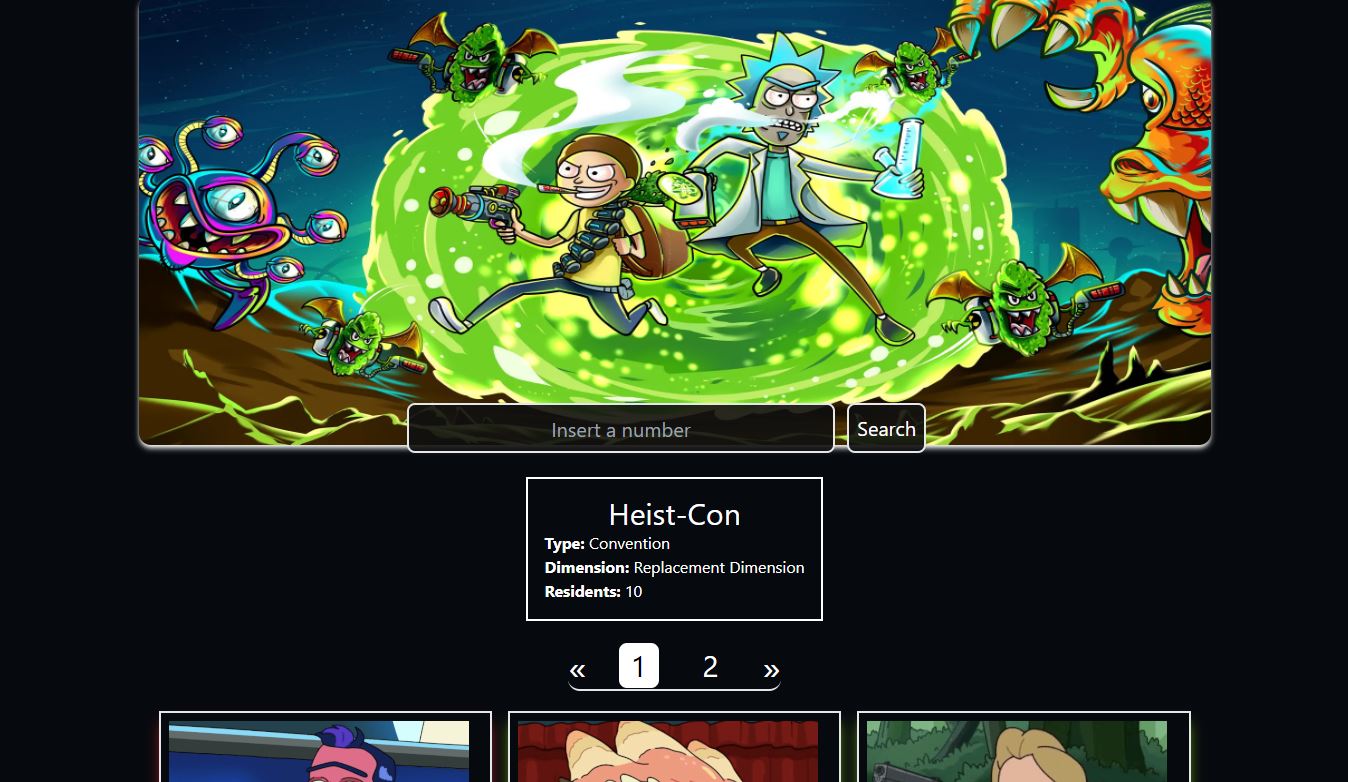 Insert a number
Search
Heist-Con
Type: Convention
Dimension: Replacement Dimension
Residents: 10
« 1 2 »